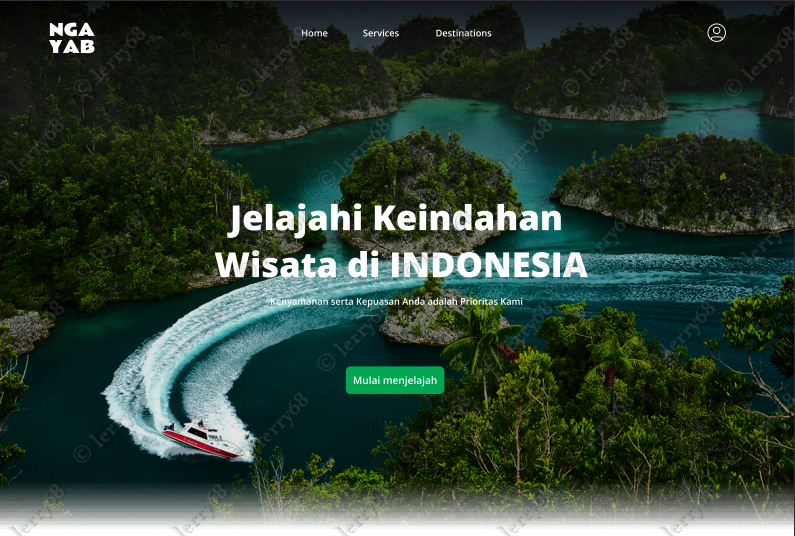 NGA
YAB
Home Services Destinations
Jelajahi Keindahan
Wisata di INDONESIA
Kenyamanan serta Kepuasan Anda adalah Prioritas Kami
Mulai menjelajah
© lerry68